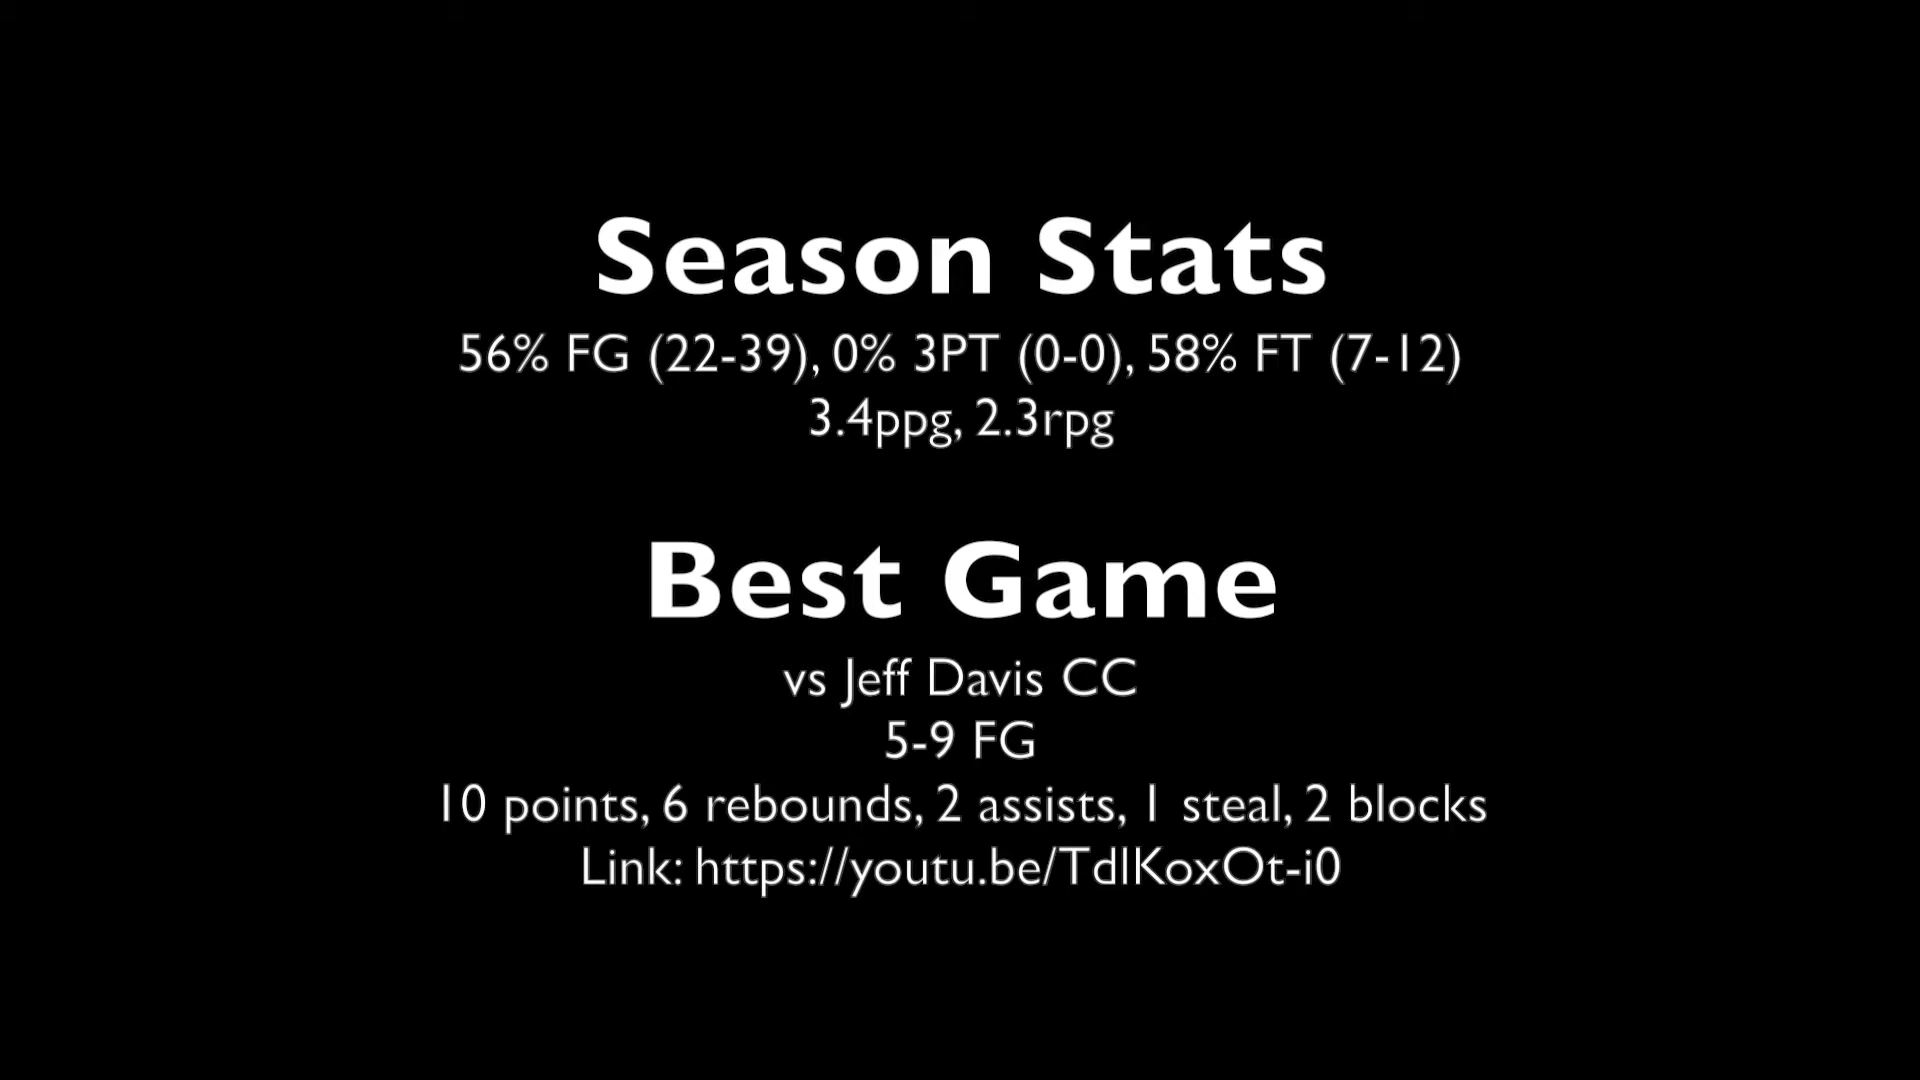 Season Stats
56% FG (22-39), 0% 3PT (0-0), 58% FT (7-12)
3.4ppg, 2.3rpg
Best Game
vs Jeff Davis CC
5-9 FG
10 points, 6 rebounds, 2 assists, 1 steal, 2 blocks
Link: https://youtu.be/TdlKoxOt-i0